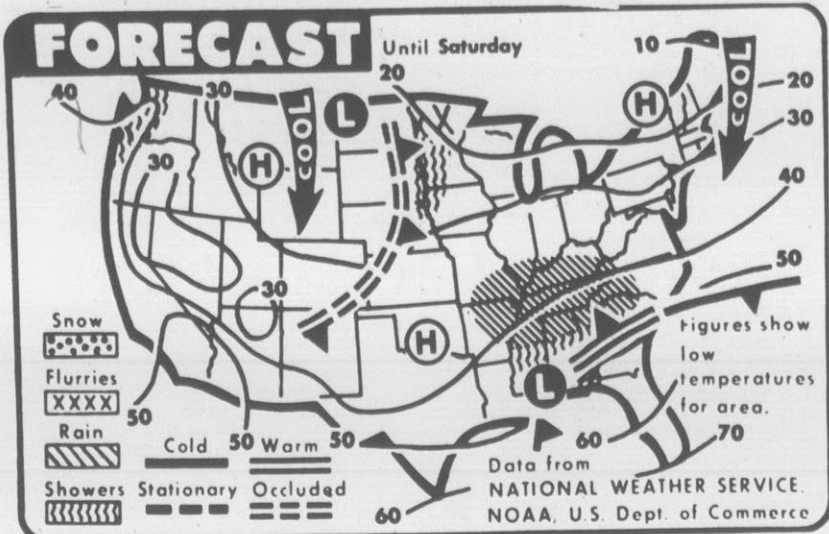 FORECAST
Until Saturday
10
20
20
30
40
30
COOL
L
H
H
COOL
30
40
50
30
H
L
Snow
Flurries
XXXX
Rain
Showers
50
50
50
60
60
70
Cold
Warm
Stationary
Occluded
Figures show
low
temperatures
for area.
Data from
NATIONAL WEATHER SERVICE.
NOAA, U.S. Dept. of Commerce